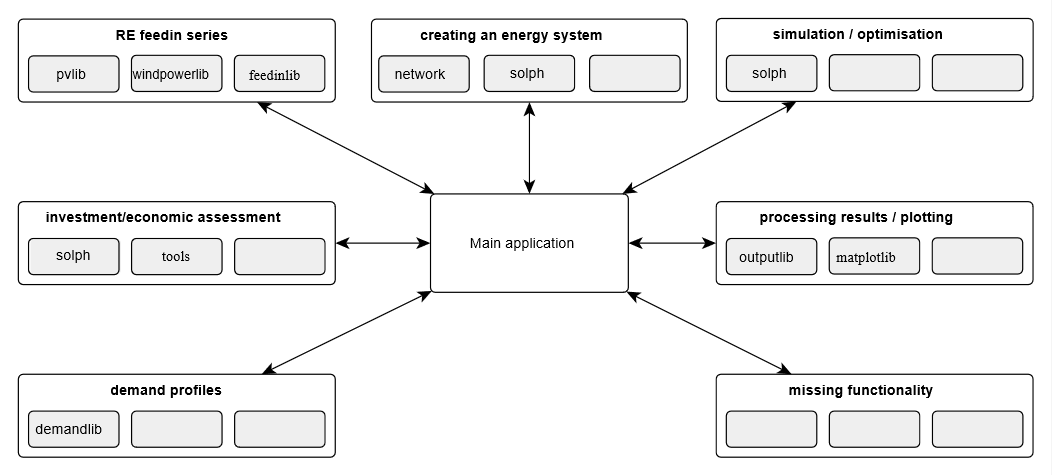 RE feedin series
pvlib windpowerlib feedinlib
creating an energy system
network solph
simulation / optimisation
solph
investment/economic assessment
solph tools
Main application
processing results / plotting
outputlib matplotlib
demand profiles
demandlib
missing functionality